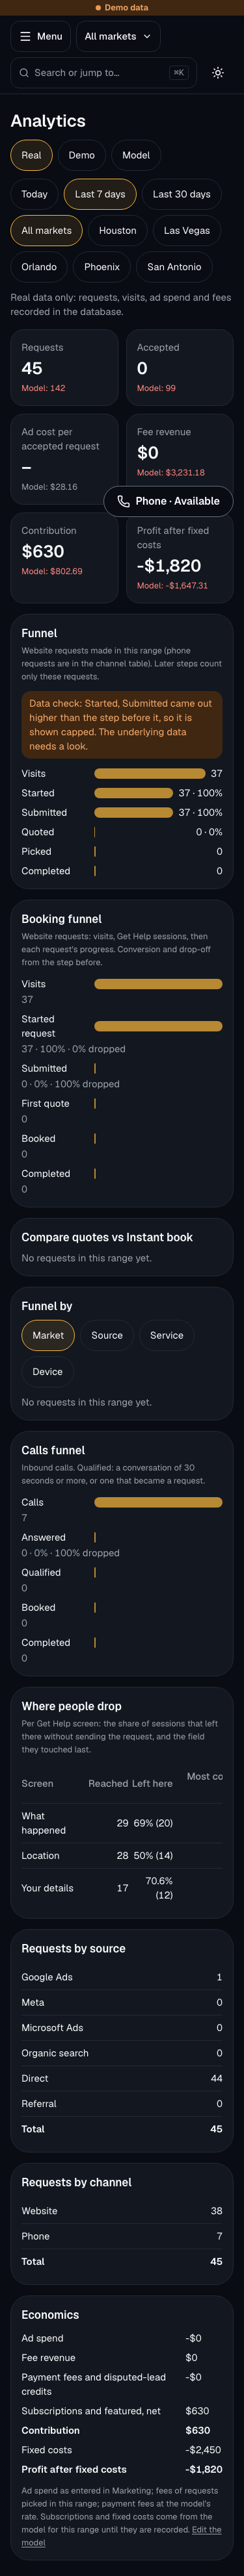 Demo data
Menu
All markets
Search or jump to...
⌘K
Analytics
Real
Demo
Model
Today
Last 7 days
Last 30 days
All markets
Houston
Las Vegas
Orlando
Phoenix
San Antonio
Real data only: requests, visits, ad spend and fees
recorded in the database.
Requests
45
Model: 142
Accepted
0
Model: 99
Ad cost per
accepted request
–
Model: $28.16
Fee revenue
$0
Model: $3,231.18
Phone · Available
Contribution
$630
Model: $802.69
Profit after fixed
costs
-$1,820
Model: -$1,647.31
Funnel
Website requests made in this range (phone
requests are in the channel table). Later steps count
only these requests.
Data check: Started, Submitted came out
higher than the step before it, so it is
shown capped. The underlying data
needs a look.
Visits 37
Started 37 · 100%
Submitted 37 · 100%
Quoted 0 · 0%
Picked 0
Completed 0
Booking funnel
Website requests: visits, Get Help sessions, then
each request's progress. Conversion and drop-off
from the step before.
Visits
37
Started
request
37 · 100% · 0% dropped
Submitted
0 · 0% · 100% dropped
First quote
0
Booked
0
Completed
0
Compare quotes vs Instant book
No requests in this range yet.
Funnel by
Market
Source
Service
Device
No requests in this range yet.
Calls funnel
Inbound calls. Qualified: a conversation of 30
seconds or more, or one that became a request.
Calls
7
Answered
0 · 0% · 100% dropped
Qualified
0
Booked
0
Completed
0
Where people drop
Per Get Help screen: the share of sessions that left
there without sending the request, and the field
they touched last.
Screen Reached Left here Most co
What
happened 29 69% (20)
Location 28 50% (14)
Your details 17 70.6%
(12)
Requests by source
Google Ads 1
Meta 0
Microsoft Ads 0
Organic search 0
Direct 44
Referral 0
Total 45
Requests by channel
Website 38
Phone 7
Total 45
Economics
Ad spend -$0
Fee revenue $0
Payment fees and disputed-lead
credits -$0
Subscriptions and featured, net $630
Contribution $630
Fixed costs -$2,450
Profit after fixed costs -$1,820
Ad spend as entered in Marketing; fees of requests
picked in this range; payment fees at the model's
rate. Subscriptions and fixed costs come from the
model for this range until they are recorded. Edit the
model